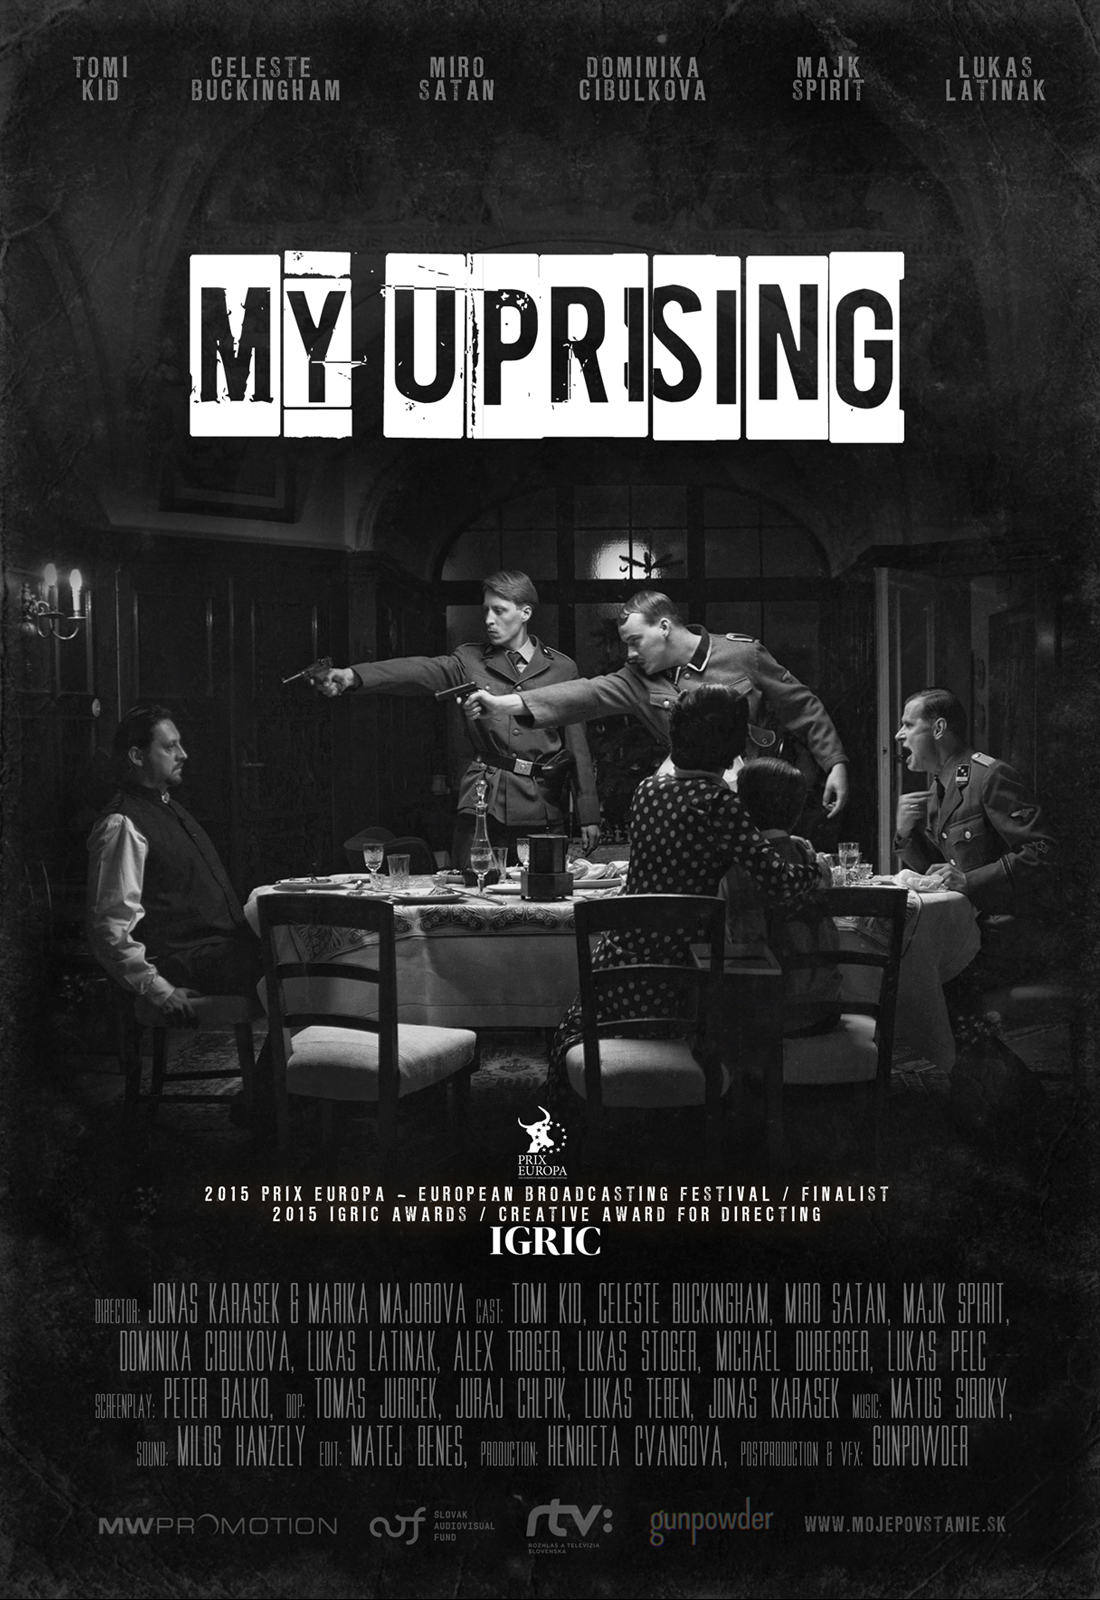 TOMI KID
CELESTE BUCKINGHAM
MIRO SATAN
DOMINIKA CIBULKOVA
MAJK SPIRIT
LUKAS LATINAK
MY UPRISING
PRIX
EUROPA
2015 PRIX EUROPA - EUROPEAN BROADCASTING FESTIVAL / FINALIST
2015 IGRIC AWARDS / CREATIVE AWARD FOR DIRECTING
IGRIC
DIRECTOR: JONAS KARASEK & MARIKA MAJOROVA CAST: TOMI KID, CELESTE BUCKINGHAM, MIRO SATAN, MAJK SPIRIT,
DOMINIKA CIBULKOVA, LUKAS LATINAK, ALEX TROGER, LUKAS STOGER, MICHAEL DUREGGER, LUKAS PELC
SCREENPLAY: PETER BALKO, DOP: TOMAS JURICEK, JURAJ CHLPIK, LUKAS TEREN, JONAS KARASEK MUSIC: MATUS SIROKY,
SOUND: MILOS HANZELY EDIT: MATEJ BENES, PRODUCTION: HENRIETA CVANGOVA, POSTPRODUCTION & VFX: GUNPOWDER
MWPROMOTION
avf SLOVAK
AUDIOVISUAL
FUND
rtv:
ROZHLAS A TELEVIZIA
SLOVENSKA
gunpowder
WWW.MOJEPOVSTANIE.SK